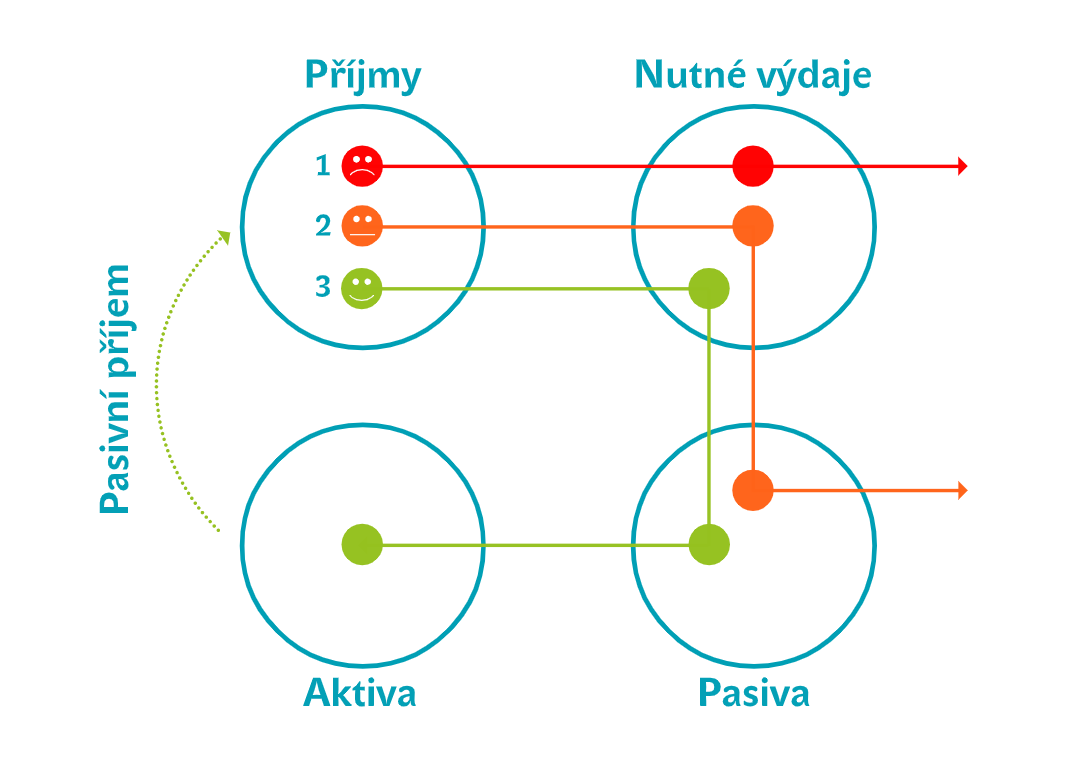 Příjmy
Nutné výdaje
1
2
3
Pasivní příjem
Aktiva
Pasiva